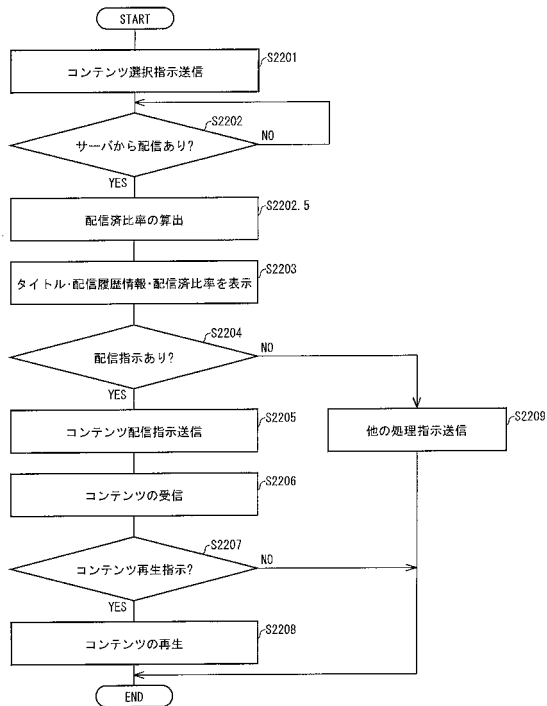 START
コンテンツ選択指示送信
S2201
サーバから配信あり?
S2202
NO
YES
配信済比率の算出
S2202.5
タイトル·配信履歴情報·配信済比率を表示
S2203
配信指示あり?
S2204
NO
YES
コンテンツ配信指示送信
S2205
他の処理指示送信
S2209
コンテンツの受信
S2206
コンテンツ再生指示?
S2207
NO
YES
コンテンツの再生
S2208
END